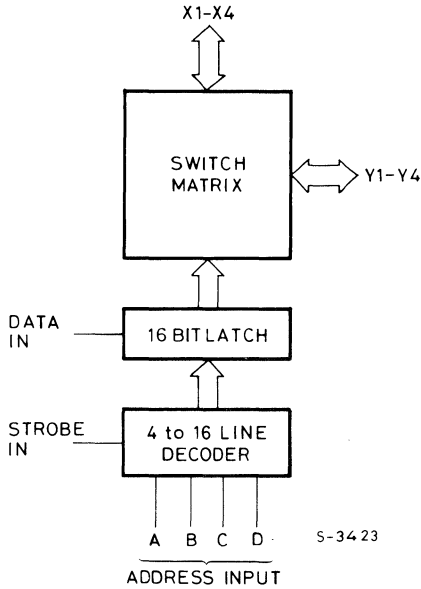 X1-X4
SWITCH
MATRIX
Y1-Y4
DATA
IN
16 BIT LATCH
STROBE
IN
4 to 16 LINE
DECODER
A B C D
S-3423
ADDRESS INPUT